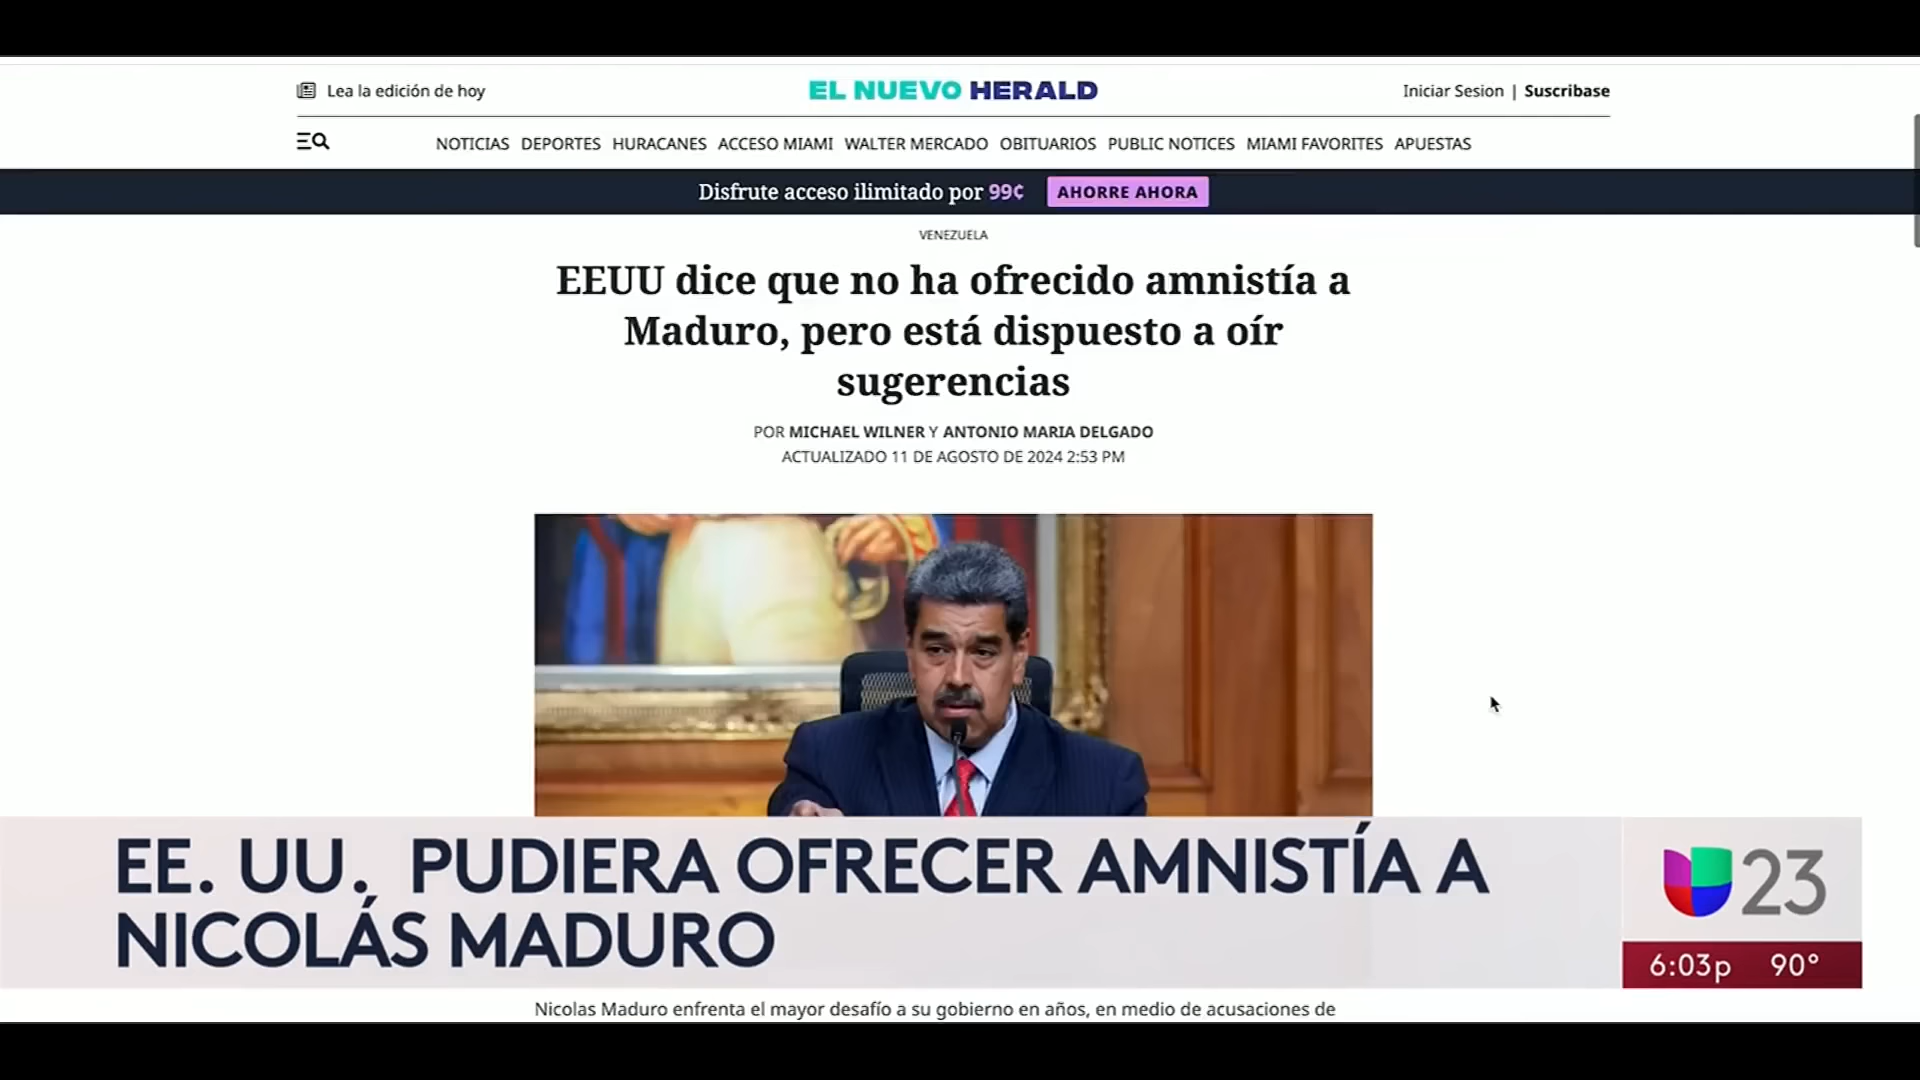 Lea la edición de hoy
EL NUEVO HERALD
Iniciar Sesion | Suscribase
NOTICIAS DEPORTES HURACANES ACCESO MIAMI WALTER MERCADO OBITUARIOS PUBLIC NOTICES MIAMI FAVORITES APUESTAS
Disfrute acceso ilimitado por 99¢ AHORRE AHORA
VENEZUELA
EEUU dice que no ha ofrecido amnistía a
Maduro, pero está dispuesto a oír
sugerencias
POR MICHAEL WILNER Y ANTONIO MARIA DELGADO
ACTUALIZADO 11 DE AGOSTO DE 2024 2:53 PM
EE. UU. PUDIERA OFRECER AMNISTÍA A
NICOLÁS MADURO
23
6:03p 90°
Nicolas Maduro enfrenta el mayor desafío a su gobierno en años, en medio de acusaciones de